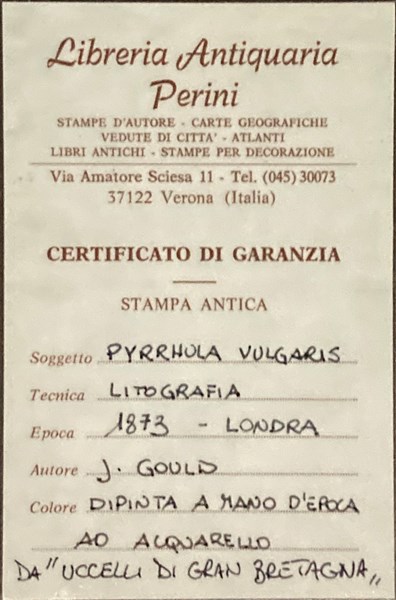 Libreria Antiquaria
Perini
STAMPE D'AUTORE - CARTE GEOGRAFICHE
VEDUTE DI CITTA' - ATLANTI
LIBRI ANTICHI - STAMPE PER DECORAZIONE
Via Amatore Sciesa 11 - Tel. (045) 30073
37122 Verona (Italia)
CERTIFICATO DI GARANZIA
STAMPA ANTICA
Soggetto PYRRHULA VULGARIS
Tecnica LITOGRAFIA
Epoca 1873 - LONDRA
Autore J. GOULD
Colore DIPINTA A MANO D'EPOCA
AD ACQUARELLO
DA "UCCELLI DI GRAN BRETAGNA"